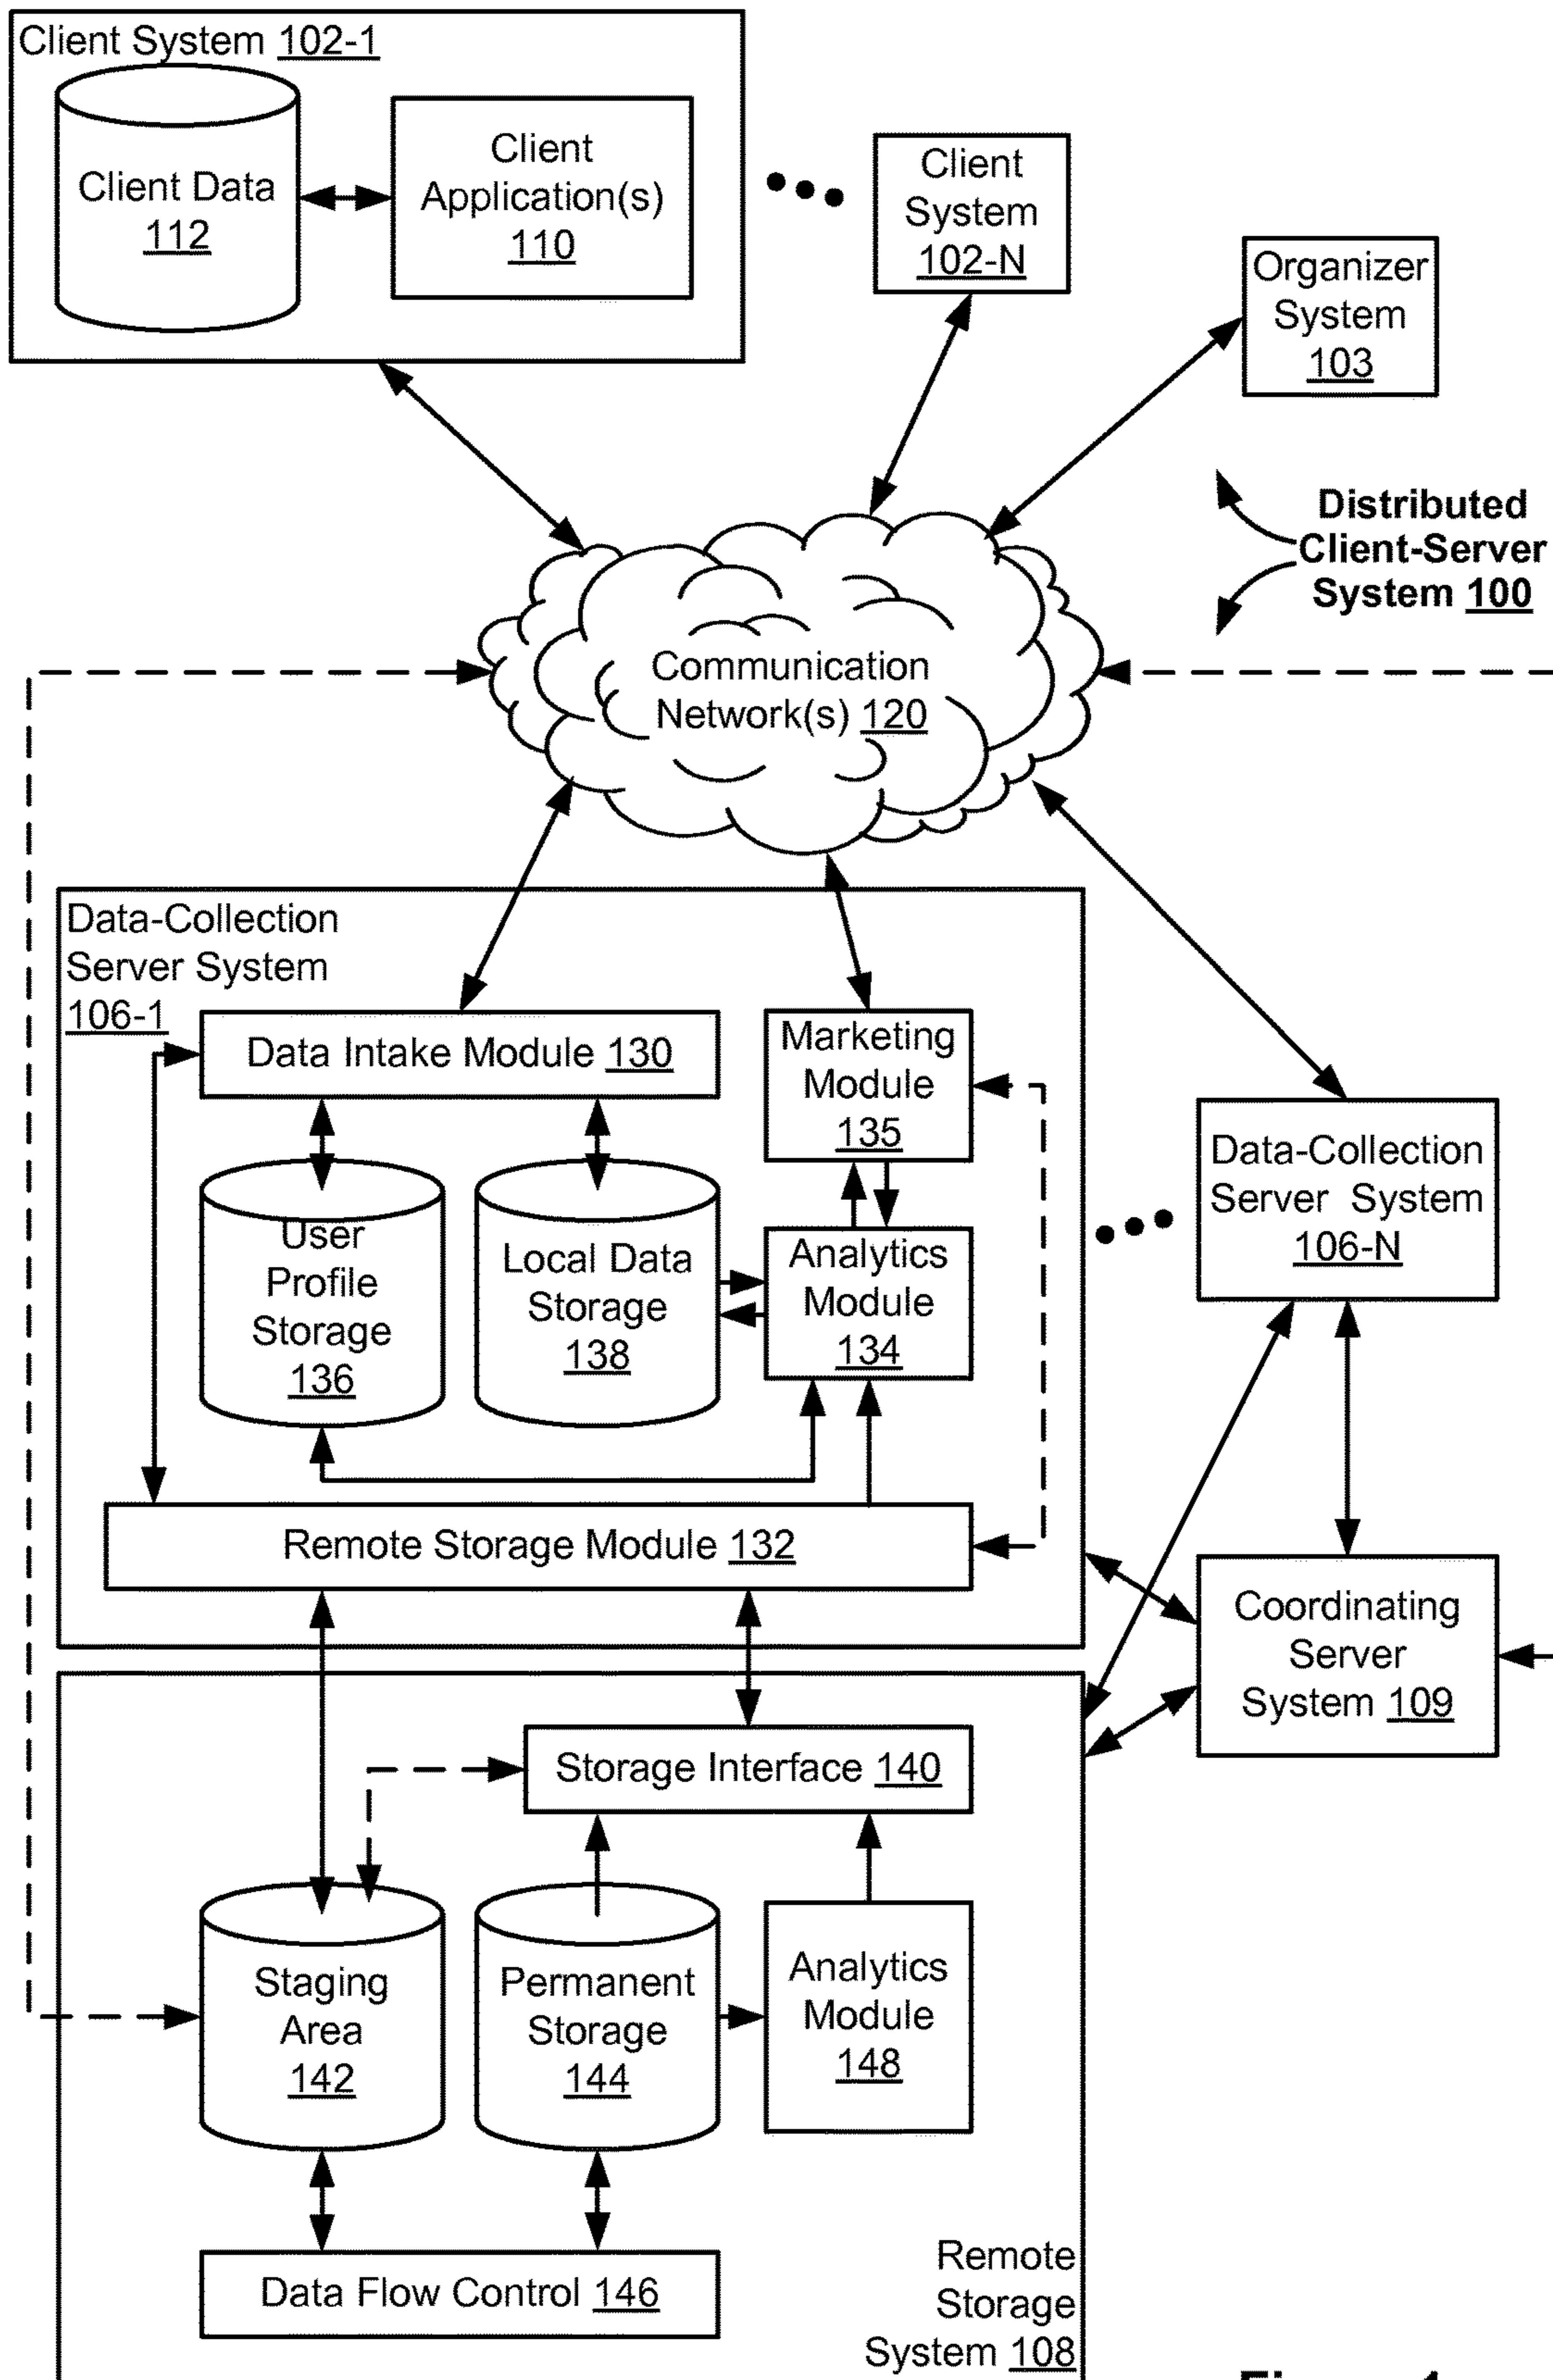 Client System 102-1
Client Data
112
Client
Application(s)
110
Client
System
102-N
Organizer
System
103
Distributed
Client-Server
System 100
Communication
Network(s) 120
Data-Collection
Server System
106-1
Data Intake Module 130
Marketing
Module
135
User
Profile
Storage
136
Local Data
Storage
138
Analytics
Module
134
Data-Collection
Server System
106-N
Remote Storage Module 132
Coordinating
Server
System 109
Storage Interface 140
Staging
Area
142
Permanent
Storage
144
Analytics
Module
148
Data Flow Control 146
Remote
Storage
System 108